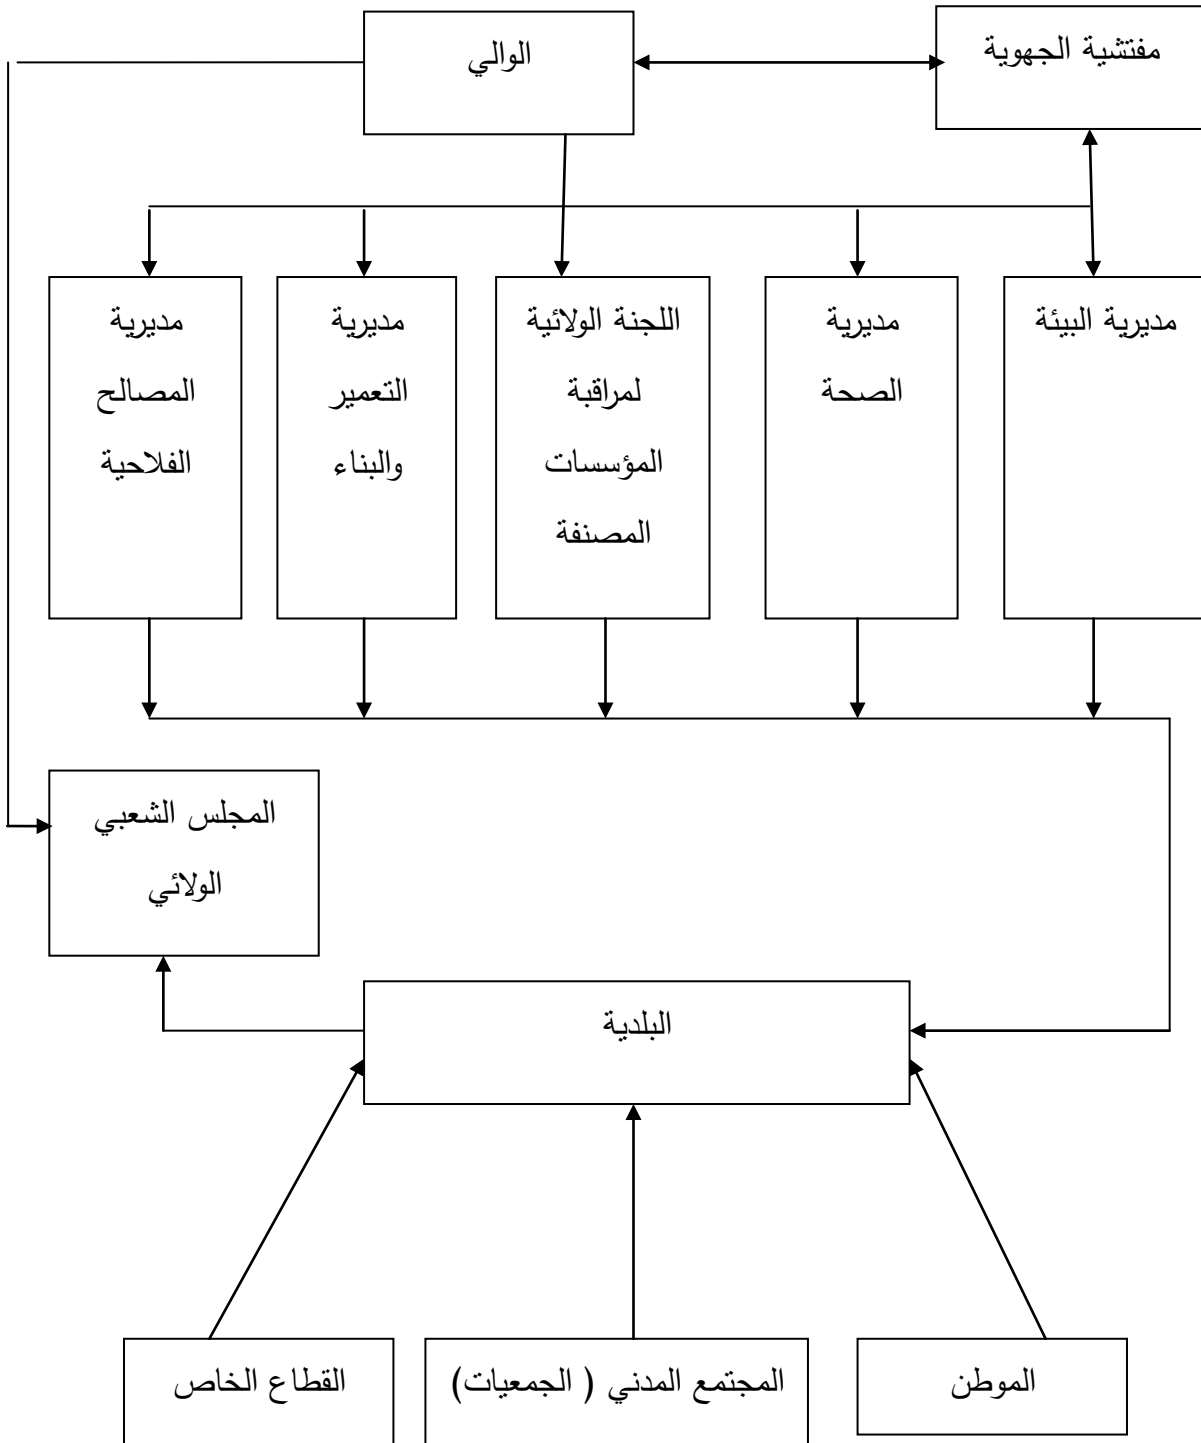 مفتشية الجهوية
الوالي
مديرية البيئة
مديرية
الصحة
اللجنة الولائية
لمراقبة
المؤسسات
المصنفة
مديرية
التعمير
والبناء
مديرية
المصالح
الفلاحية
المجلس الشعبي
الولائي
البلدية
الموطن
المجتمع المدني ( الجمعيات)
القطاع الخاص